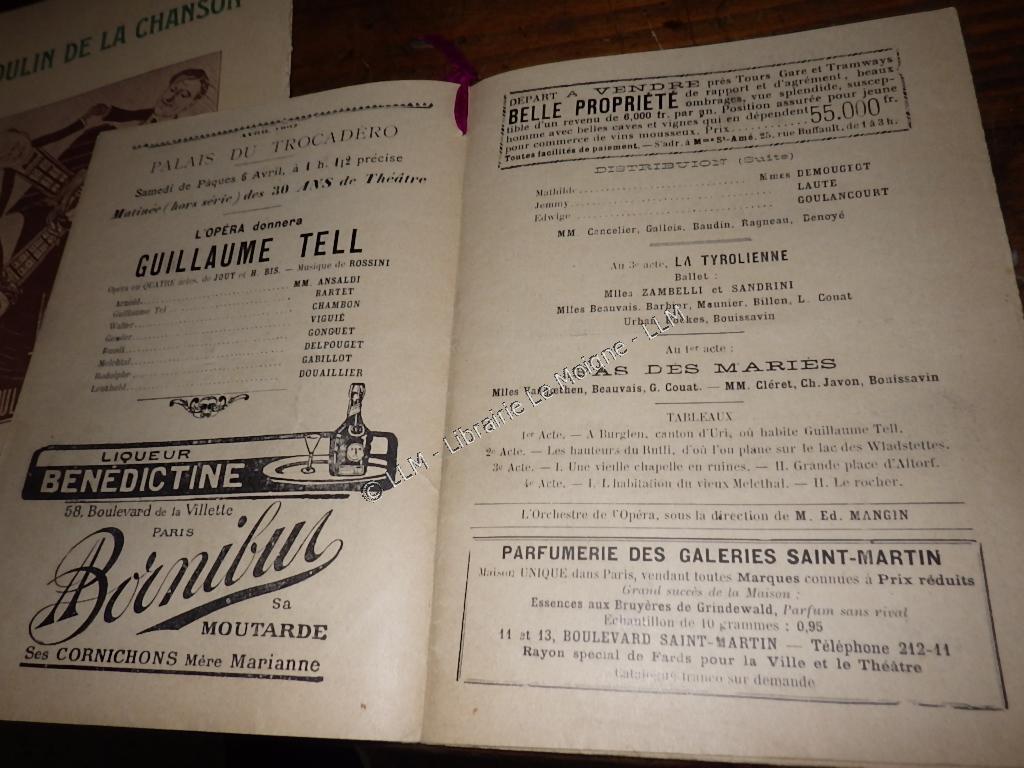 OULIN DE LA CHANSON
AVRIL 1907
PALAIS DU TROCADÉRO
Samedi de Pâques 6 Avril, à 1 h. 1/2 précise
Matinée (hors série) des 30 ANS de Théâtre
L'OPÉRA donnera
GUILLAUME TELL
Opéra en QUATRE actes, de JOUY et H. BIS. — Musique de ROSSINI
Arnold MM. ANSALDI
Guillaume Tel BARTET
Walter CHAMBON
Gessler VIGUIÉ
Ruodi GONGUET
Melchtal DELPOUGET
Rodolphe GABILLOT
Leuthold DOUAILLIER
LIQUEUR
BÉNÉDICTINE
58, Boulevard de la Villette
PARIS
Bornibus
Sa
MOUTARDE
Ses CORNICHONS Mère Marianne
DEPART A VENDRE près Tours Gare et Tramways
BELLE PROPRIÉTÉ de rapport et d'agrément, beaux
ombrages, vue splendide, suscep-
tible d'un revenu de 6,000 fr. par an. Position assurée pour jeune
homme avec belles caves et vignes qui en dépendent
pour commerce de vins mousseux. Prix 55.000 fr.
Toutes facilités de paiement. — S'adr. à Mme St-Amé, 25, rue Buffault, de 1 à 3 h.
DISTRIBUION (Suite)
Mathilde Mmes DEMOUGEOT
Jemmy LAUTE
Edwige GOULANCOURT
MM. Cancelier, Gallois, Baudin, Ragneau, Denoyé
Au 3e acte, LA TYROLIENNE
Ballet :
Mlles ZAMBELLI et SANDRINI
Mlles Beauvais, Barbier, Meunier, Billon, L. Couat
Urban, Bouissavin
Au 1er acte :
PAS DES MARIÉS
Mlles Beauvais, G. Couat. — MM. Cléret, Ch. Javon, Bouissavin
TABLEAUX
1er Acte. — A Burglen, canton d'Uri, où habite Guillaume Tell.
2e Acte. — Les hauteurs du Rutli, d'où l'on plane sur le lac des Wladstettes.
3e Acte. — I. Une vieille chapelle en ruines. — II. Grande place d'Altorf.
4e Acte. — I. L'habitation du vieux Melcthal. — II. Le rocher.
L'Orchestre de l'Opéra, sous la direction de M. Ed. MANGIN
PARFUMERIE DES GALERIES SAINT-MARTIN
Maison UNIQUE dans Paris, vendant toutes Marques connues à Prix réduits
Grand succès de la Maison :
Essences aux Bruyères de Grindewald, Parfum sans rival
Echantillon de 10 grammes : 0,95
11 et 13, BOULEVARD SAINT-MARTIN — Téléphone 212-11
Rayon special de Fards pour la Ville et le Théâtre
Catalogue franco sur demande
© LLM - Librairie Le Moigne - LLM